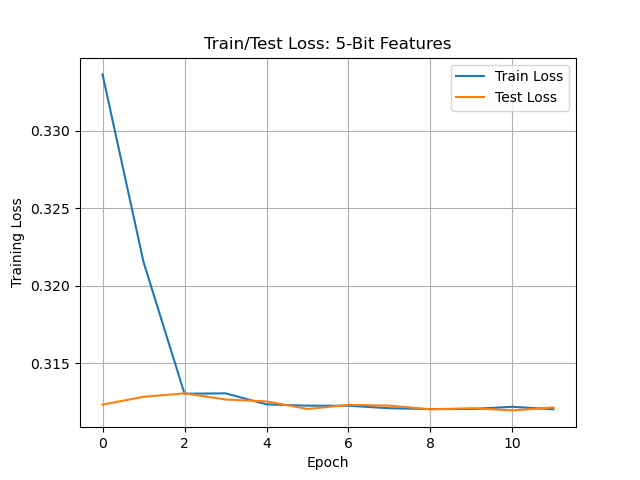 Train/Test Loss: 5-Bit Features
Train Loss
Test Loss
0.330
0.325
0.320
0.315
Training Loss
0 2 4 6 8 10
Epoch